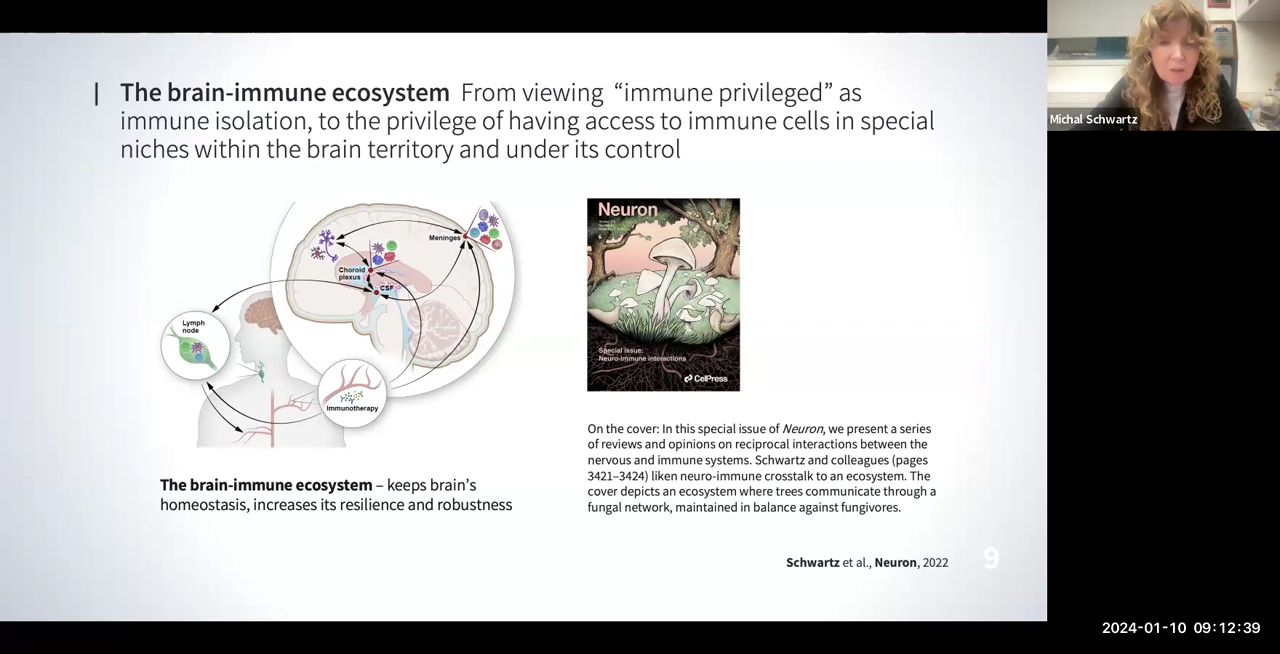 The brain-immune ecosystem From viewing “immune privileged” as
immune isolation, to the privilege of having access to immune cells in special
niches within the brain territory and under its control
Meninges
Choroid
plexus
CSF
Lymph
node
Immunotherapy
The brain-immune ecosystem – keeps brain’s
homeostasis, increases its resilience and robustness
Neuron
Special issue:
Neuro-immune interactions
CelPress
On the cover: In this special issue of Neuron, we present a series
of reviews and opinions on reciprocal interactions between the
nervous and immune systems. Schwartz and colleagues (pages
3421–3424) liken neuro-immune crosstalk to an ecosystem. The
cover depicts an ecosystem where trees communicate through a
fungal network, maintained in balance against fungivores.
Schwartz et al., Neuron, 2022
9
Michal Schwartz
2024-01-10 09:12:39